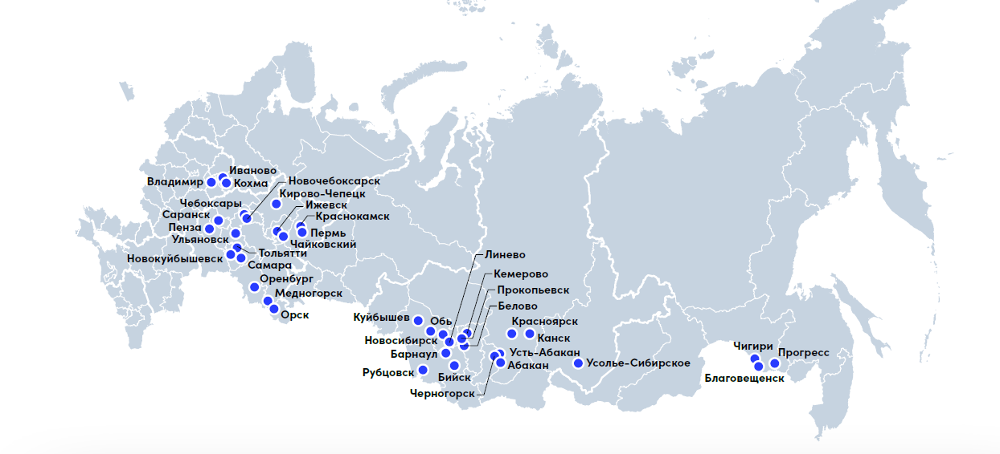 Иваново
Владимир
Кохма
Новочебоксарск
Кирово-Чепецк
Чебоксары
Ижевск
Саранск
Краснокамск
Пенза
Пермь
Ульяновск
Чайковский
Тольятти
Новокуйбышевск
Самара
Оренбург
Медногорск
Орск
Линево
Кемерово
Прокопьевск
Белово
Куйбышев
Обь
Красноярск
Новосибирск
Канск
Барнаул
Усть-Абакан
Абакан
Усолье-Сибирское
Рубцовск
Бийск
Черногорск
Чигири
Прогресс
Благовещенск